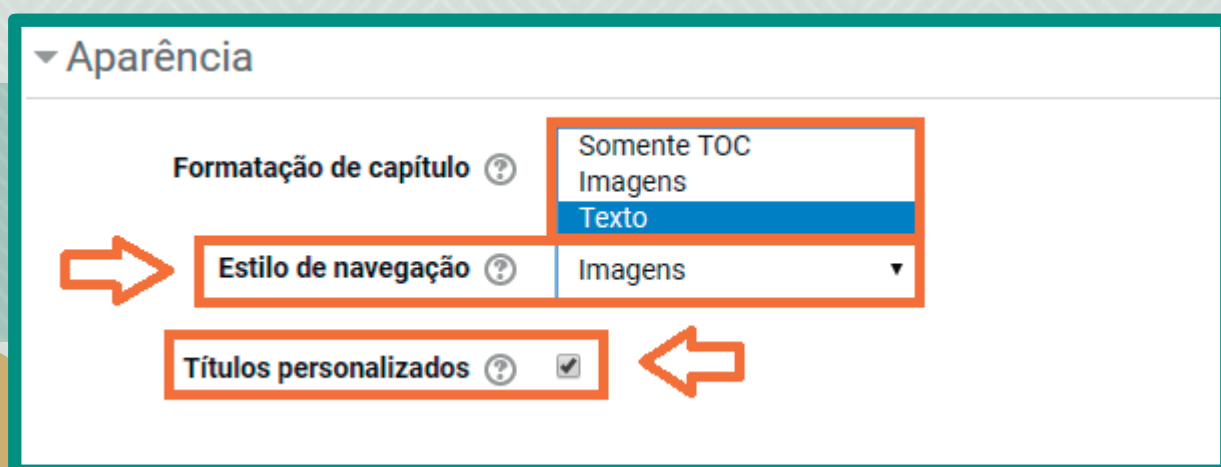 Aparência
Formatação de capítulo
Somente TOC
Imagens
Texto
Estilo de navegação
Imagens
Títulos personalizados